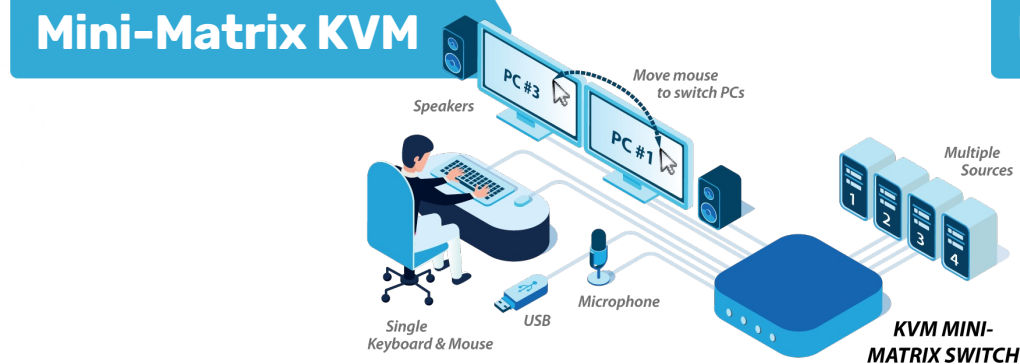 Mini-Matrix KVM
PC #3
Move mouse
to switch PCs
Speakers
PC #1
Multiple
Sources
1
2
3
4
Microphone
USB
Single
Keyboard & Mouse
KVM MINI-
MATRIX SWITCH